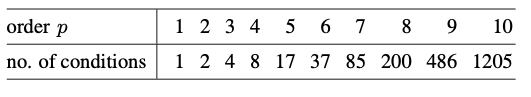 order p 1 2 3 4 5 6 7 8 9 10
no. of conditions 1 2 4 8 17 37 85 200 486 1205